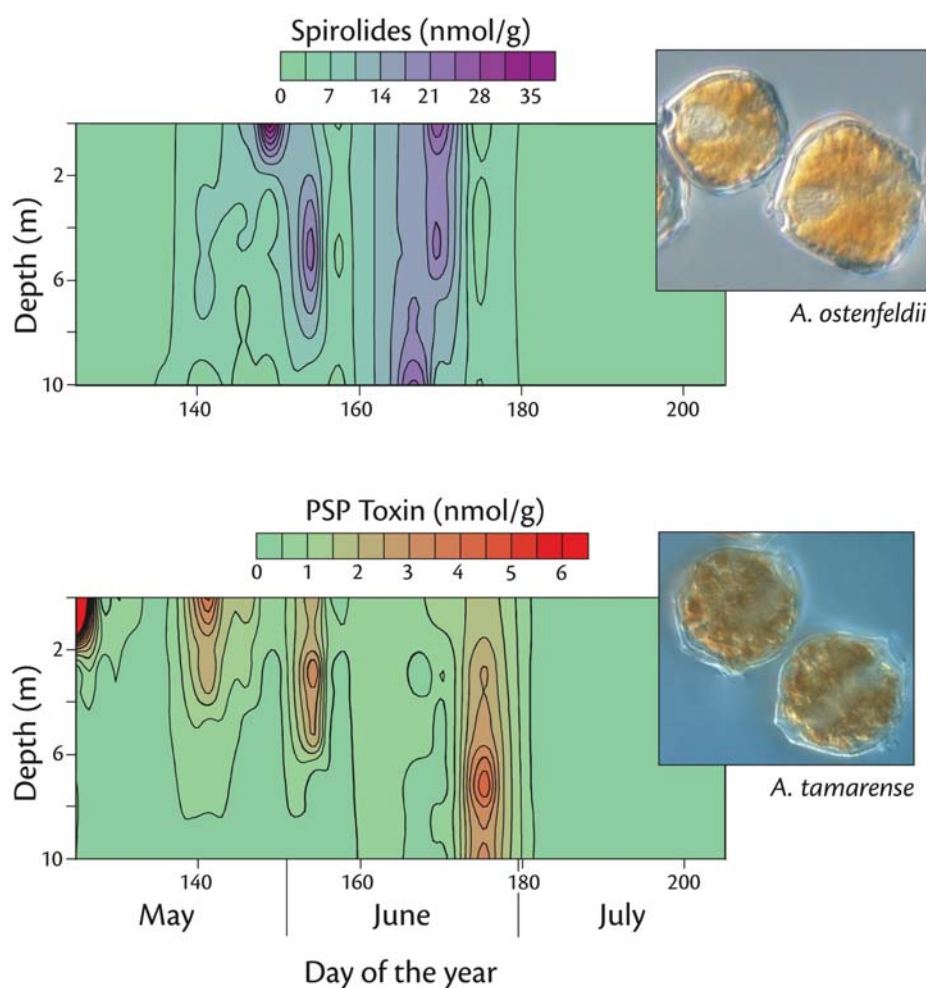 Spirolides (nmol/g)
0 7 14 21 28 35
Depth (m)
2
6
10
140 160 180 200
A. ostenfeldii
PSP Toxin (nmol/g)
0 1 2 3 4 5 6
Depth (m)
2
6
10
140 160 180 200
A. tamarense
May June July
Day of the year